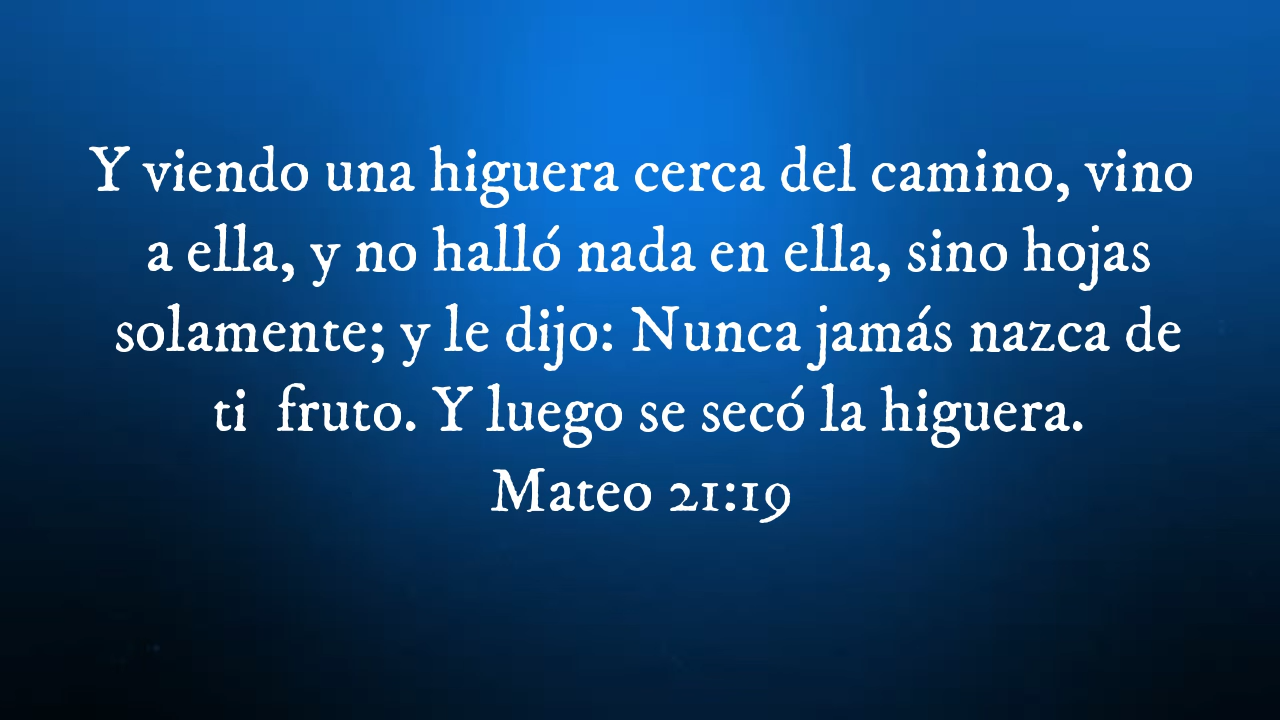 Y viendo una higuera cerca del camino, vino
a ella, y no halló nada en ella, sino hojas
solamente; y le dijo: Nunca jamás nazca de
ti  fruto. Y luego se secó la higuera.
Mateo 21:19